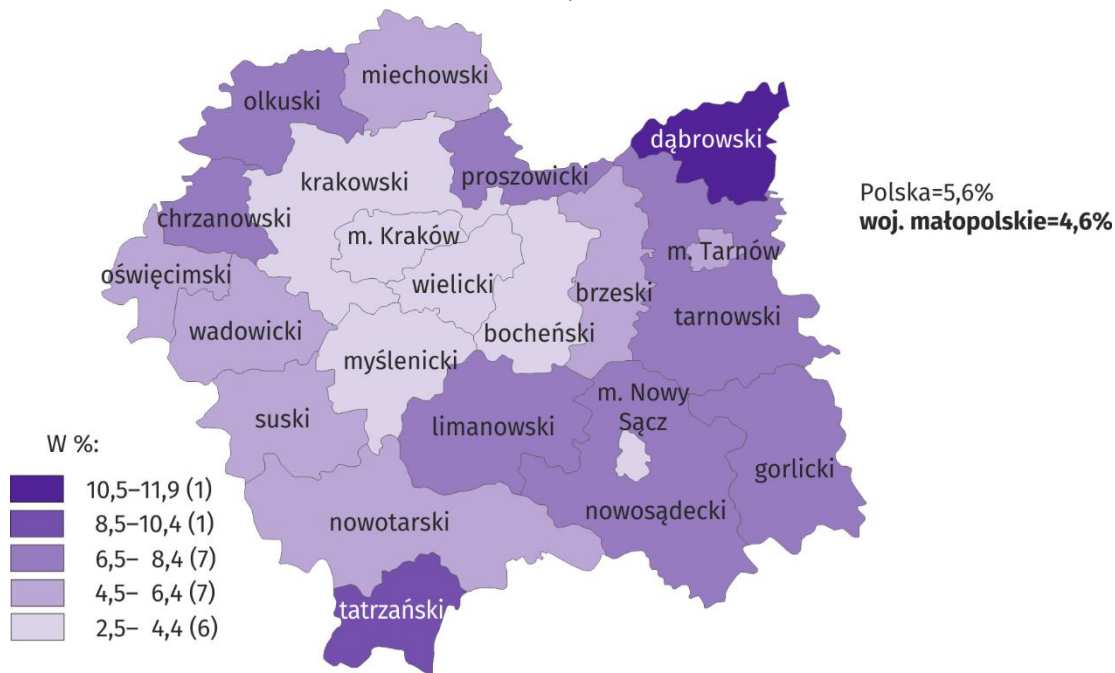 miechowski
olkuski
dąbrowski
krakowski
proszowicki
Polska=5,6%
woj. małopolskie=4,6%
chrzanowski
m. Kraków
m. Tarnów
oświęcimski
wielicki
brzeski
wadowicki
bocheński
tarnowski
myślenicki
suski
limanowski
m. Nowy
Sącz
gorlicki
nowosądecki
nowotarski
tatrzański
W %:
10,5–11,9 (1)
8,5–10,4 (1)
6,5– 8,4 (7)
4,5– 6,4 (7)
2,5– 4,4 (6)